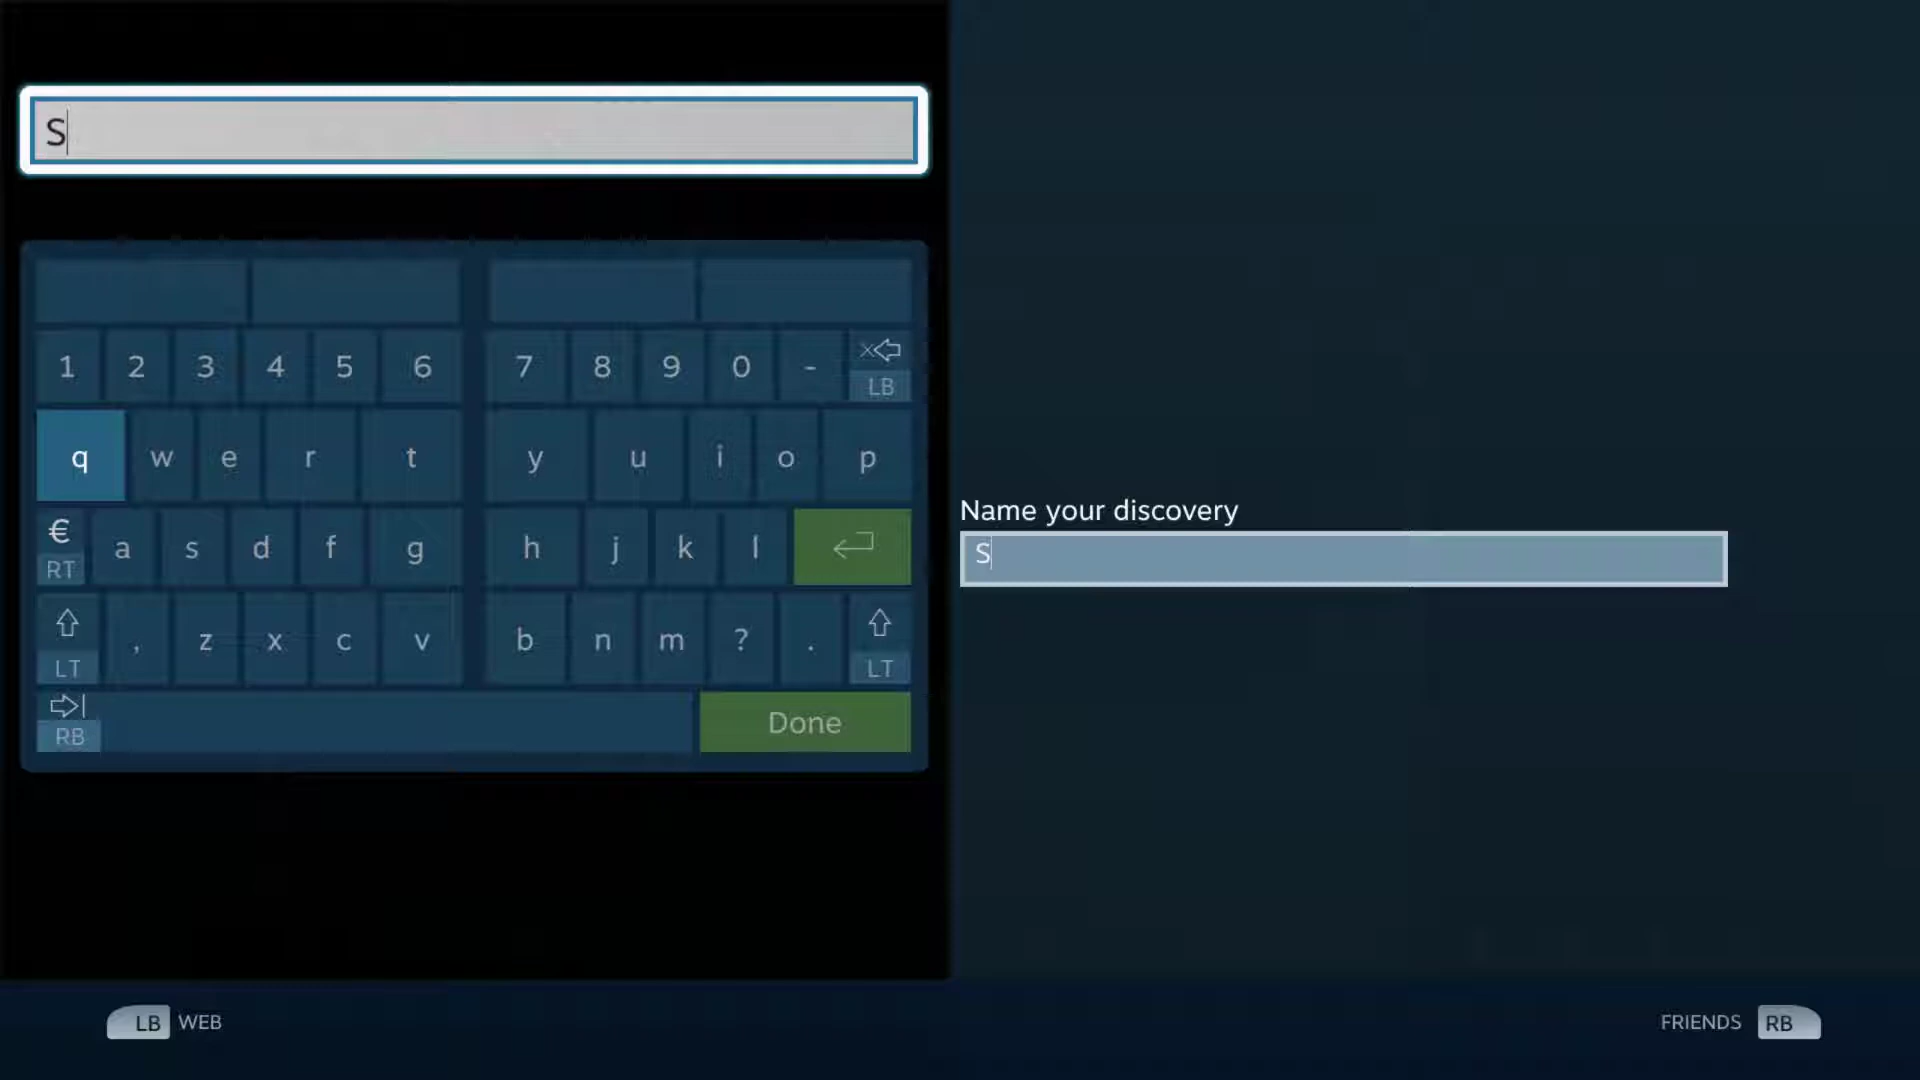 S
1 2 3 4 5 6 7 8 9 0 - LB
q w e r t y u i o p
€ RT a s d f g h j k l
LT , z x c v b n m ? . LT
RB Done
Name your discovery
S
LB WEB FRIENDS RB